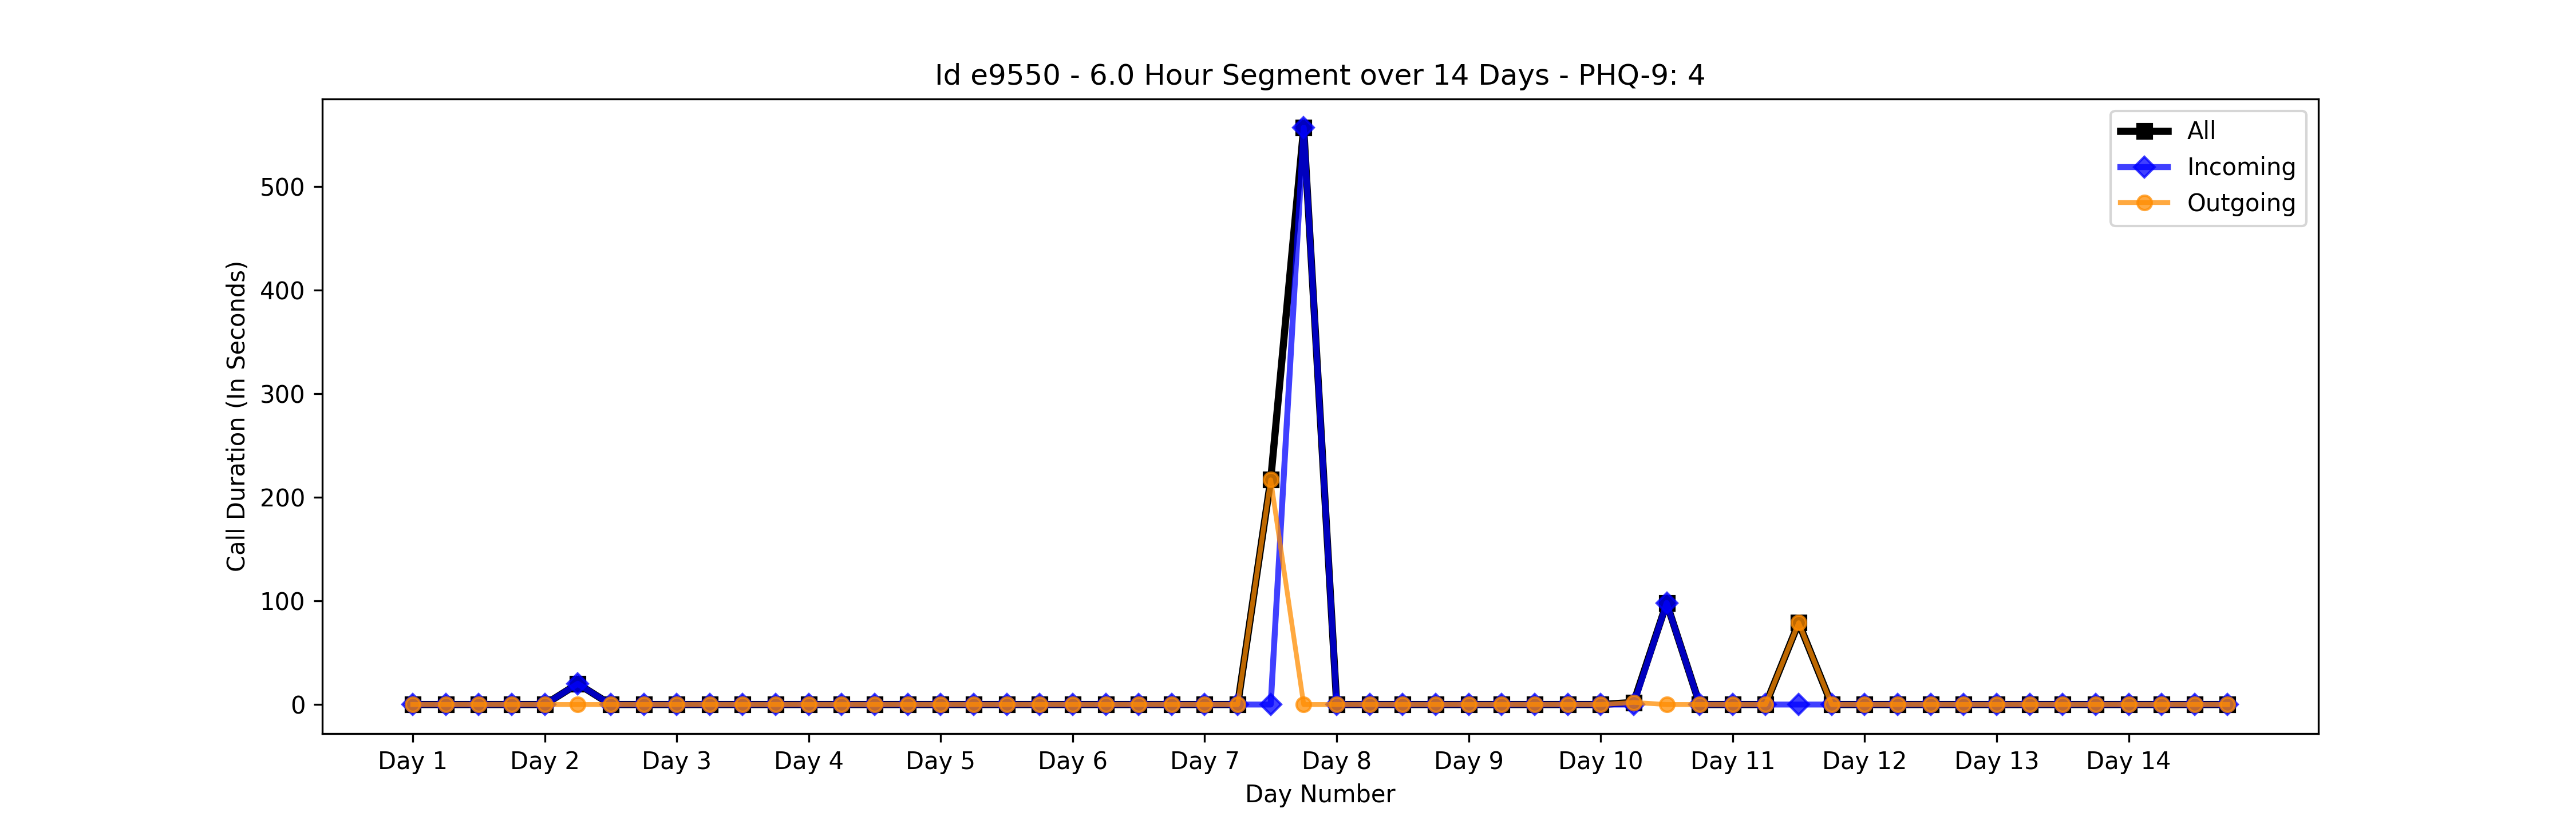 Id e9550 - 6.0 Hour Segment over 14 Days - PHQ-9: 4
All
Incoming
Outgoing
Call Duration (In Seconds)
500
400
300
200
100
0
Day 1 Day 2 Day 3 Day 4 Day 5 Day 6 Day 7 Day 8 Day 9 Day 10 Day 11 Day 12 Day 13 Day 14
Day Number